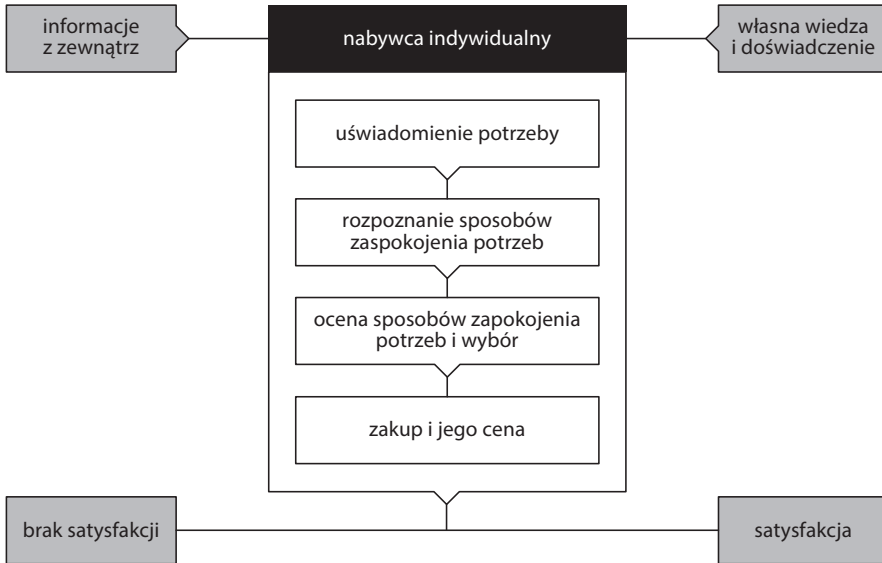 informacje
z zewnątrz
nabywca indywidualny
własna wiedza
i doświadczenie
uświadomienie potrzeby
rozpoznanie sposobów
zaspokojenia potrzeb
ocena sposobów zapokojenia
potrzeb i wybór
zakup i jego cena
brak satysfakcji
satysfakcja